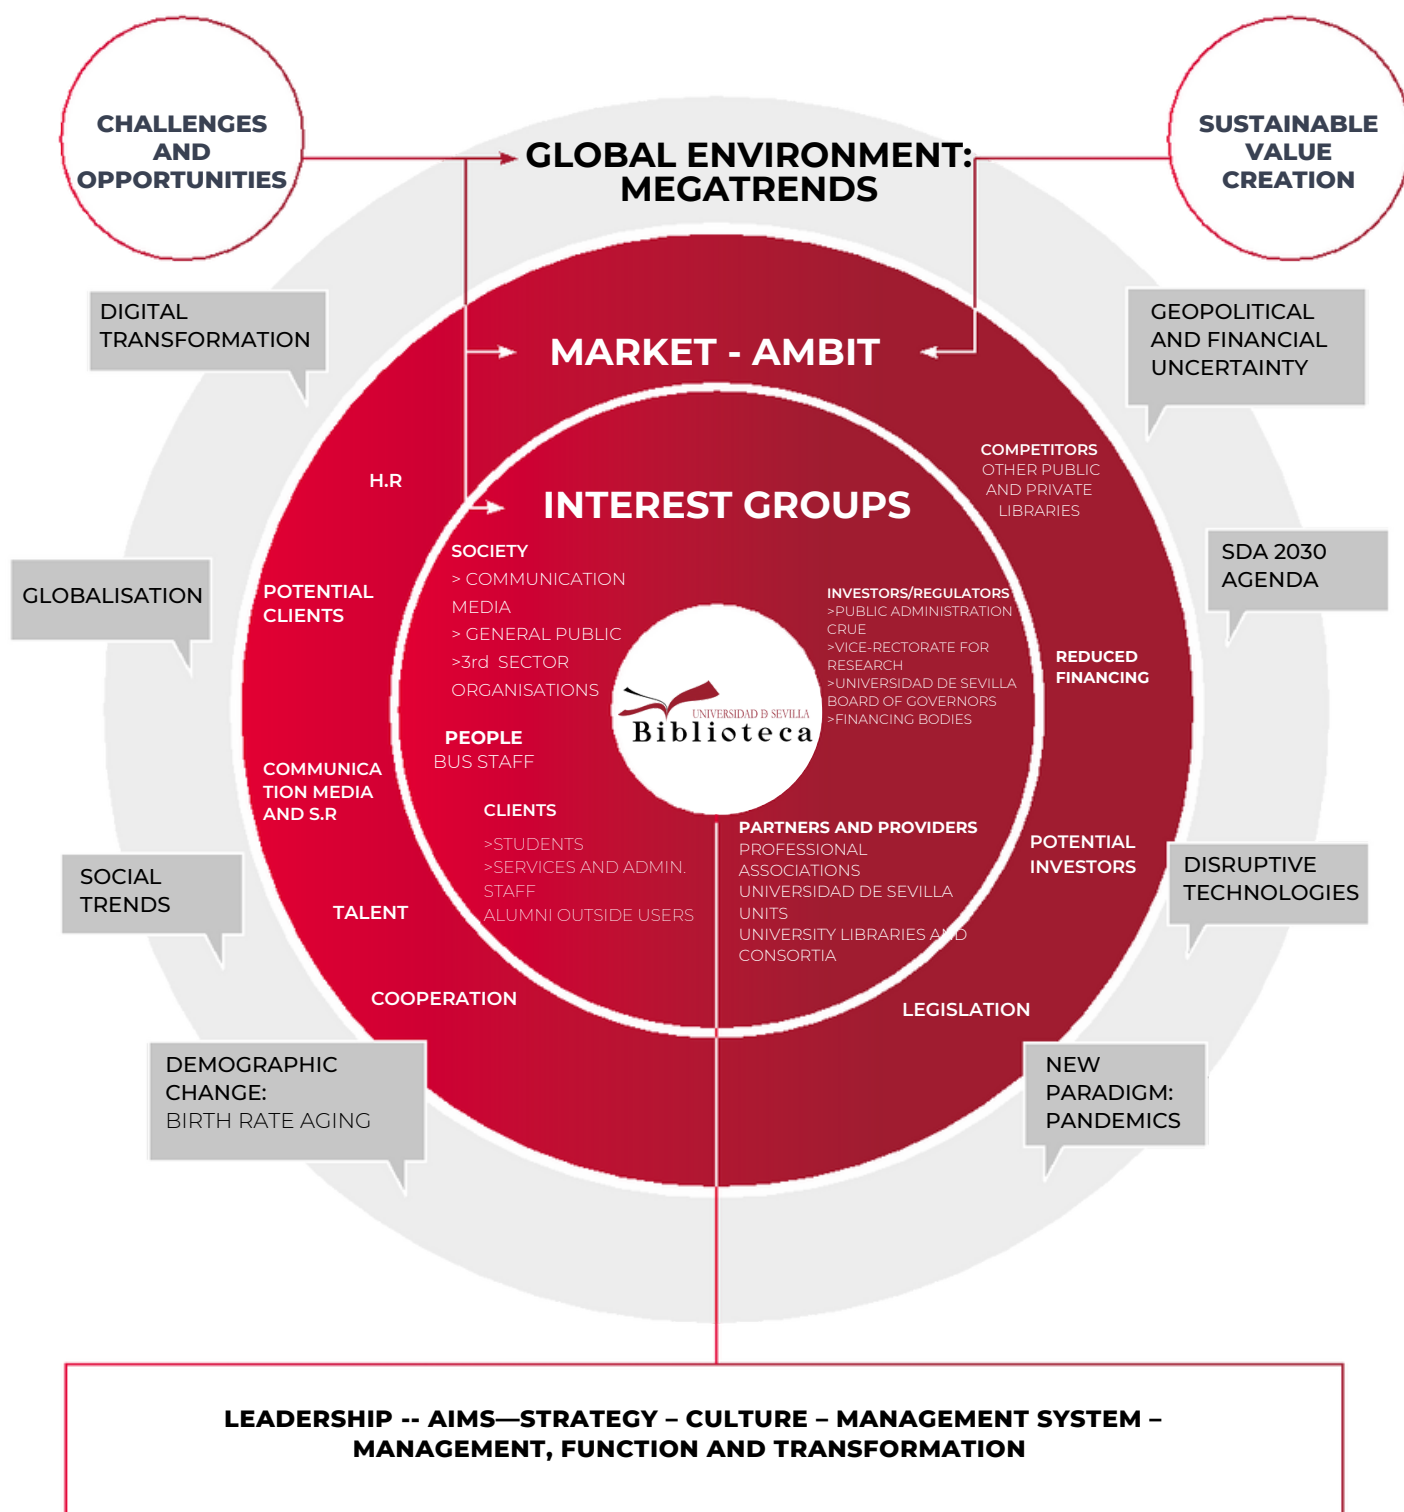 CHALLENGES
AND
OPPORTUNITIES
SUSTAINABLE
VALUE
CREATION
GLOBAL ENVIRONMENT:
MEGATRENDS
DIGITAL
TRANSFORMATION
GEOPOLITICAL
AND FINANCIAL
UNCERTAINTY
MARKET - AMBIT
H.R
COMPETITORS
OTHER PUBLIC
AND PRIVATE
LIBRARIES
INTEREST GROUPS
SOCIETY
> COMMUNICATION
MEDIA
> GENERAL PUBLIC
>3rd SECTOR
ORGANISATIONS
INVESTORS/REGULATORS
>PUBLIC ADMINISTRATION
CRUE
>VICE-RECTORATE FOR
RESEARCH
>UNIVERSIDAD DE SEVILLA
BOARD OF GOVERNORS
>FINANCING BODIES
SDA 2030
AGENDA
GLOBALISATION
POTENTIAL
CLIENTS
REDUCED
FINANCING
UNIVERSIDAD Ð SEVILLA
Biblioteca
PEOPLE
BUS STAFF
COMMUNICA
TION MEDIA
AND S.R
CLIENTS
>STUDENTS
>SERVICES AND ADMIN.
STAFF
ALUMNI OUTSIDE USERS
PARTNERS AND PROVIDERS
PROFESSIONAL
ASSOCIATIONS
UNIVERSIDAD DE SEVILLA
UNITS
UNIVERSITY LIBRARIES AND
CONSORTIA
POTENTIAL
INVESTORS
DISRUPTIVE
TECHNOLOGIES
SOCIAL
TRENDS
TALENT
COOPERATION
LEGISLATION
DEMOGRAPHIC
CHANGE:
BIRTH RATE AGING
NEW
PARADIGM:
PANDEMICS
LEADERSHIP -- AIMS—STRATEGY – CULTURE – MANAGEMENT SYSTEM –
MANAGEMENT, FUNCTION AND TRANSFORMATION